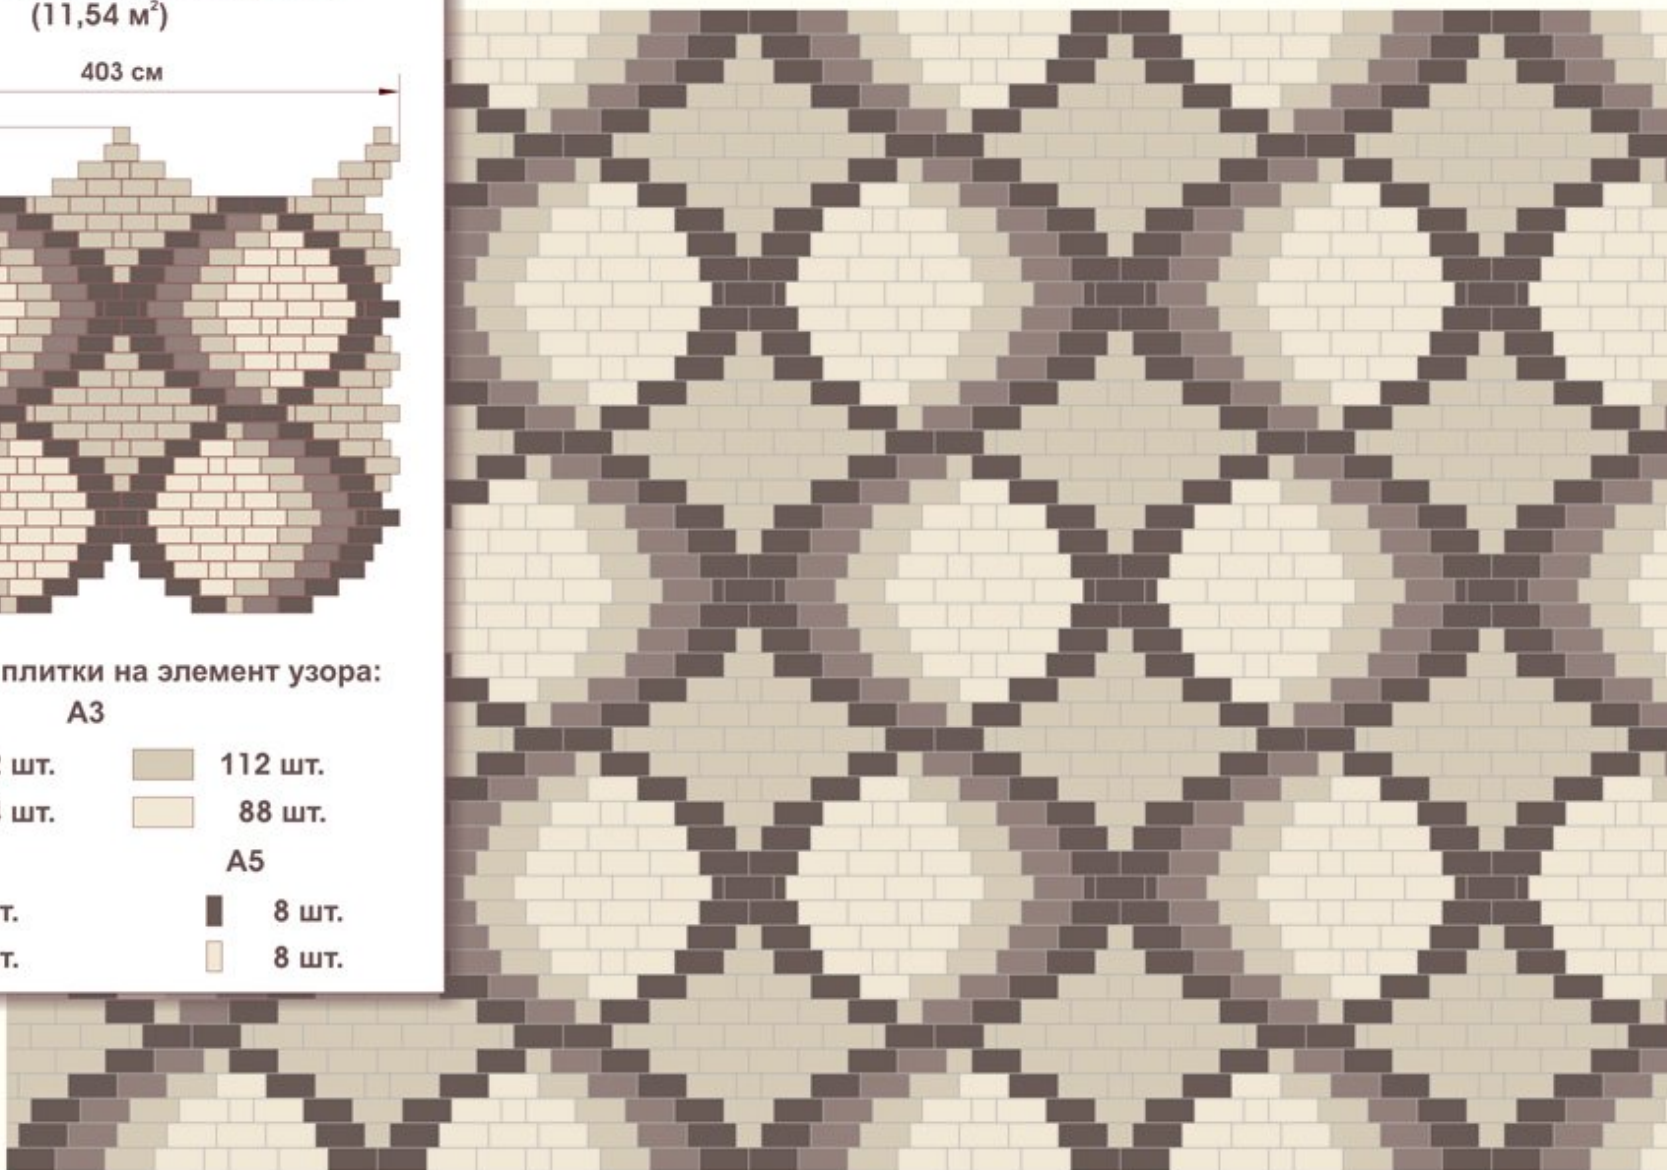 (11,54 м²)
403 см
плитки на элемент узора:
А3
шт. 112 шт.
шт. 88 шт.
А5
т. 8 шт.
т. 8 шт.